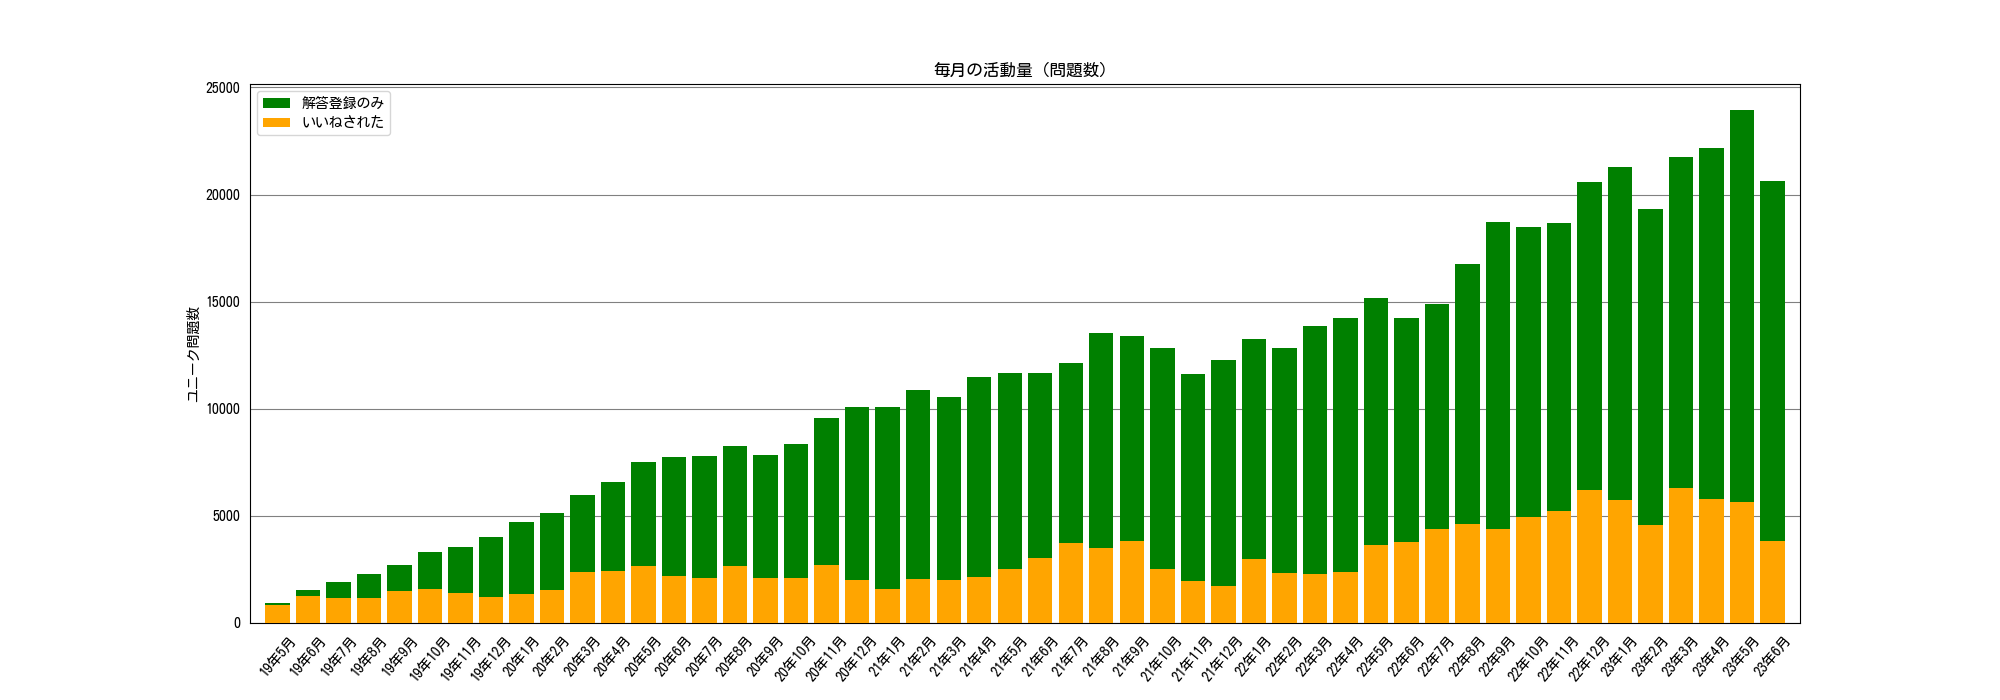 毎月の活動量（問題数）
解答登録のみ
いいねされた
ユニーク問題数
25000
20000
15000
10000
5000
0
19年5月
19年6月
19年7月
19年8月
19年9月
19年10月
19年11月
19年12月
20年1月
20年2月
20年3月
20年4月
20年5月
20年6月
20年7月
20年8月
20年9月
20年10月
20年11月
20年12月
21年1月
21年2月
21年3月
21年4月
21年5月
21年6月
21年7月
21年8月
21年9月
21年10月
21年11月
21年12月
22年1月
22年2月
22年3月
22年4月
22年5月
22年6月
22年7月
22年8月
22年9月
22年10月
22年11月
22年12月
23年1月
23年2月
23年3月
23年4月
23年5月
23年6月